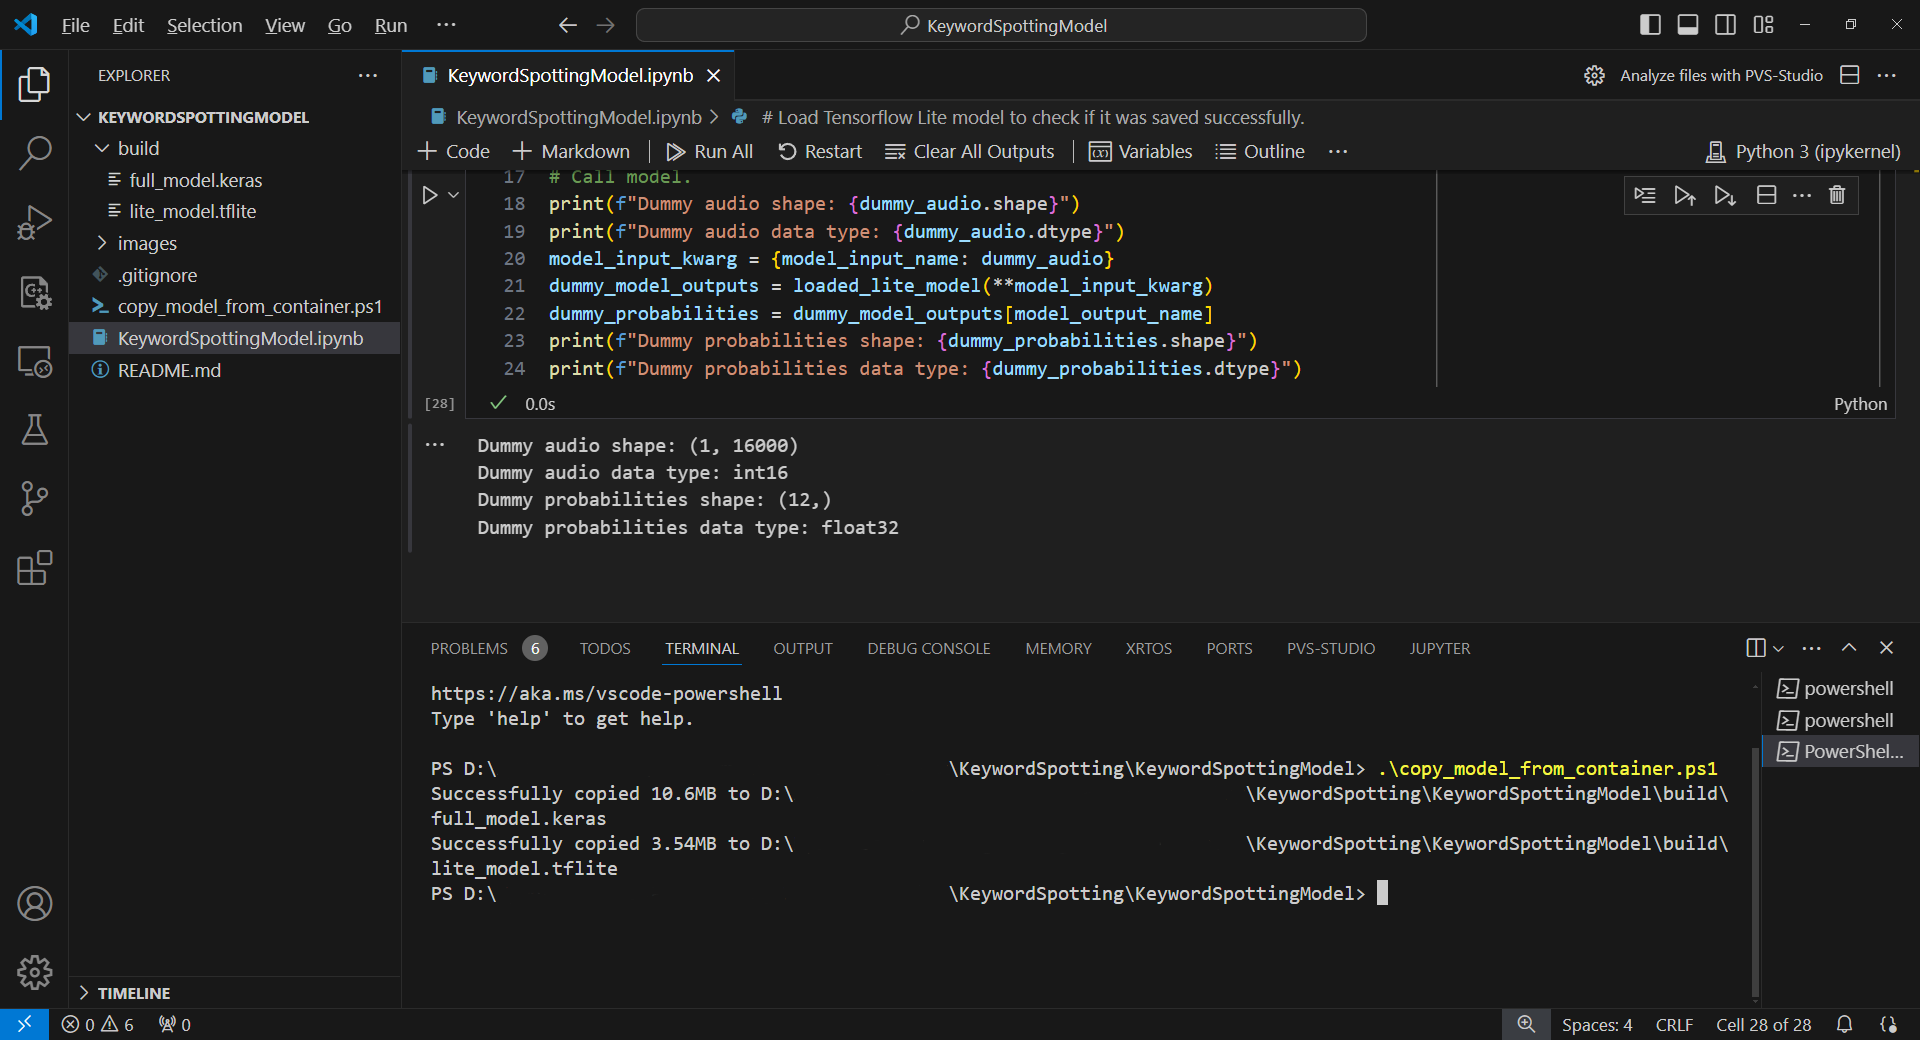 File Edit Selection View Go Run ··· KeywordSpottingModel
EXPLORER ···
KEYWORDSPOTTINGMODEL
build
full_model.keras
lite_model.tflite
images
.gitignore
copy_model_from_container.ps1
KeywordSpottingModel.ipynb
README.md
TIMELINE
KeywordSpottingModel.ipynb
Analyze files with PVS-Studio ···
KeywordSpottingModel.ipynb > # Load Tensorflow Lite model to check if it was saved successfully.
+ Code + Markdown Run All Restart Clear All Outputs Variables Outline ··· Python 3 (ipykernel)
17 # Call model.
18 print(f"Dummy audio shape: {dummy_audio.shape}")
19 print(f"Dummy audio data type: {dummy_audio.dtype}")
20 model_input_kwarg = {model_input_name: dummy_audio}
21 dummy_model_outputs = loaded_lite_model(**model_input_kwarg)
22 dummy_probabilities = dummy_model_outputs[model_output_name]
23 print(f"Dummy probabilities shape: {dummy_probabilities.shape}")
24 print(f"Dummy probabilities data type: {dummy_probabilities.dtype}")
[28] 0.0s Python
Dummy audio shape: (1, 16000)
Dummy audio data type: int16
Dummy probabilities shape: (12,)
Dummy probabilities data type: float32
PROBLEMS 6 TODOS TERMINAL OUTPUT DEBUG CONSOLE MEMORY XRTOS PORTS PVS-STUDIO JUPYTER
https://aka.ms/vscode-powershell
Type 'help' to get help.
PS D:\ \KeywordSpotting\KeywordSpottingModel> .\copy_model_from_container.ps1
Successfully copied 10.6MB to D:\ \KeywordSpotting\KeywordSpottingModel\build\
full_model.keras
Successfully copied 3.54MB to D:\ \KeywordSpotting\KeywordSpottingModel\build\
lite_model.tflite
PS D:\ \KeywordSpotting\KeywordSpottingModel>
powershell
powershell
PowerShel...
0 6 0 Spaces: 4 CRLF Cell 28 of 28